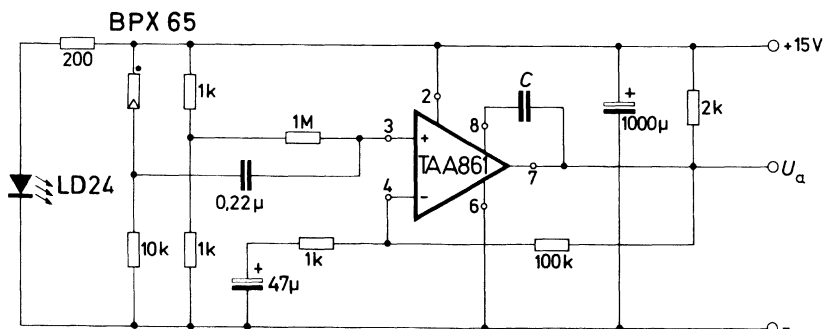 BPX 65
200
1k
1M
3
+
2
8
C
TAA861
7
+
1000µ
2k
+15V
Uₐ
LD24
0,22µ
4
-
6
10k
1k
+
47µ
1k
100k
-